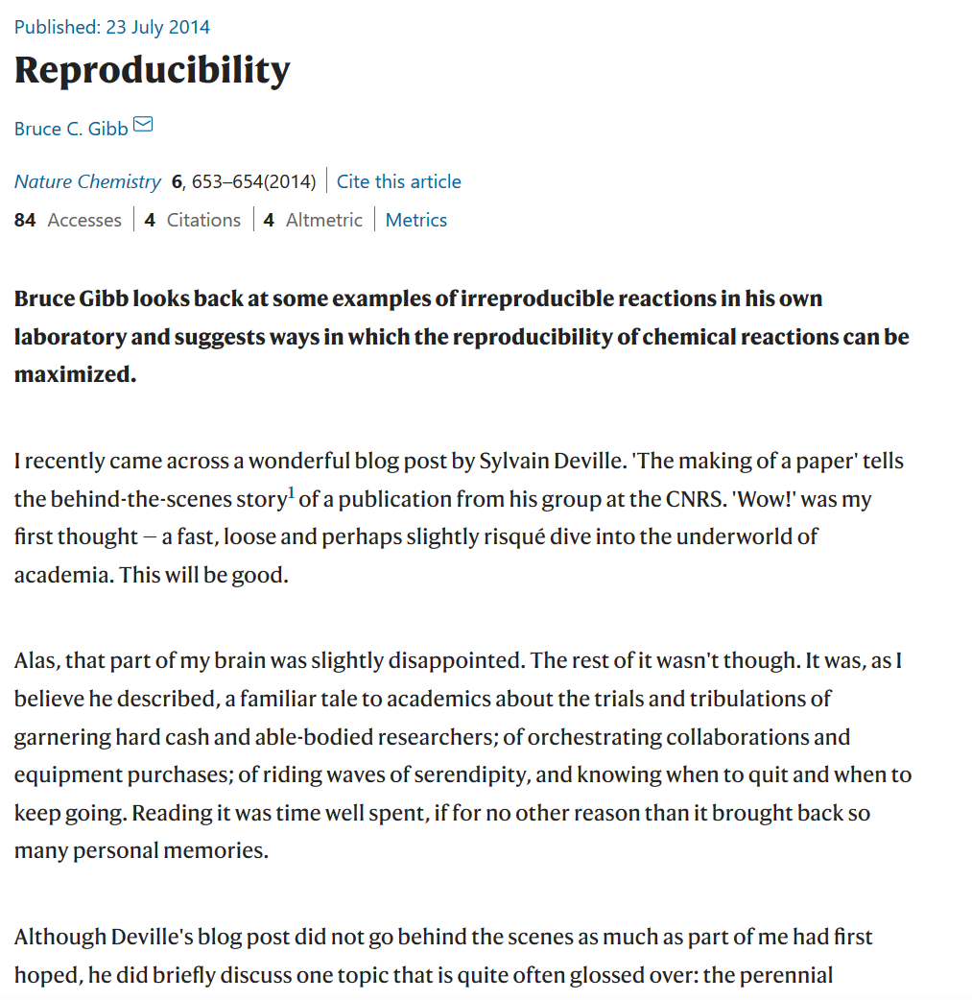 Published: 23 July 2014
Reproducibility
Bruce C. Gibb
Nature Chemistry 6, 653–654(2014) Cite this article
84 Accesses 4 Citations 4 Altmetric Metrics
Bruce Gibb looks back at some examples of irreproducible reactions in his own
laboratory and suggests ways in which the reproducibility of chemical reactions can be
maximized.
I recently came across a wonderful blog post by Sylvain Deville. 'The making of a paper' tells
the behind-the-scenes story1 of a publication from his group at the CNRS. 'Wow!' was my
first thought — a fast, loose and perhaps slightly risqué dive into the underworld of
academia. This will be good.
Alas, that part of my brain was slightly disappointed. The rest of it wasn't though. It was, as I
believe he described, a familiar tale to academics about the trials and tribulations of
garnering hard cash and able-bodied researchers; of orchestrating collaborations and
equipment purchases; of riding waves of serendipity, and knowing when to quit and when to
keep going. Reading it was time well spent, if for no other reason than it brought back so
many personal memories.
Although Deville's blog post did not go behind the scenes as much as part of me had first
hoped, he did briefly discuss one topic that is quite often glossed over: the perennial